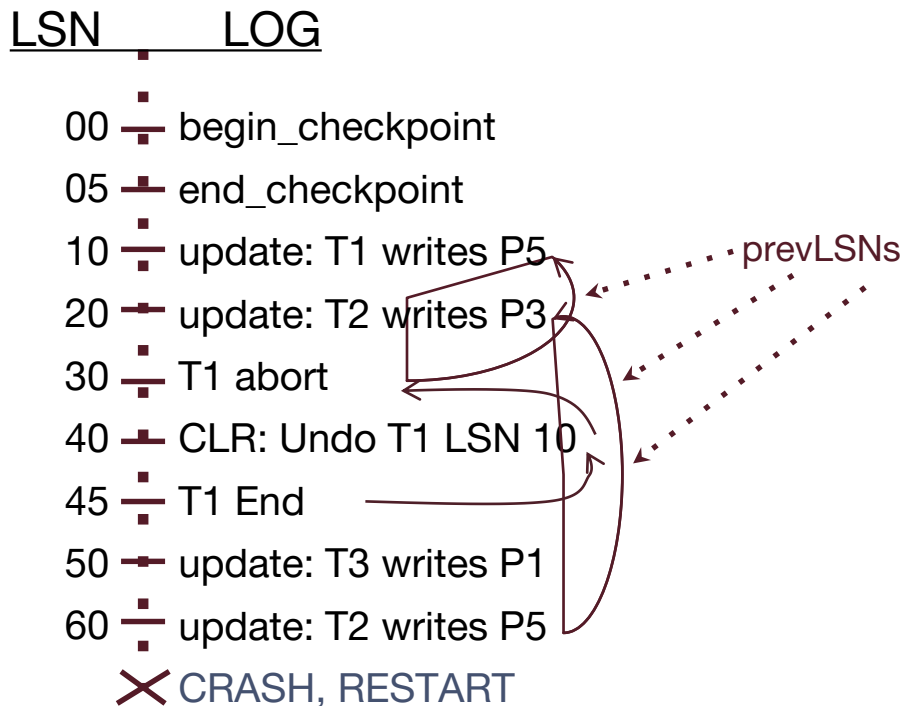 LSN LOG
00 begin_checkpoint
05 end_checkpoint
10 update: T1 writes P5
prevLSNs
20 update: T2 writes P3
30 T1 abort
40 CLR: Undo T1 LSN 10
45 T1 End
50 update: T3 writes P1
60 update: T2 writes P5
CRASH, RESTART